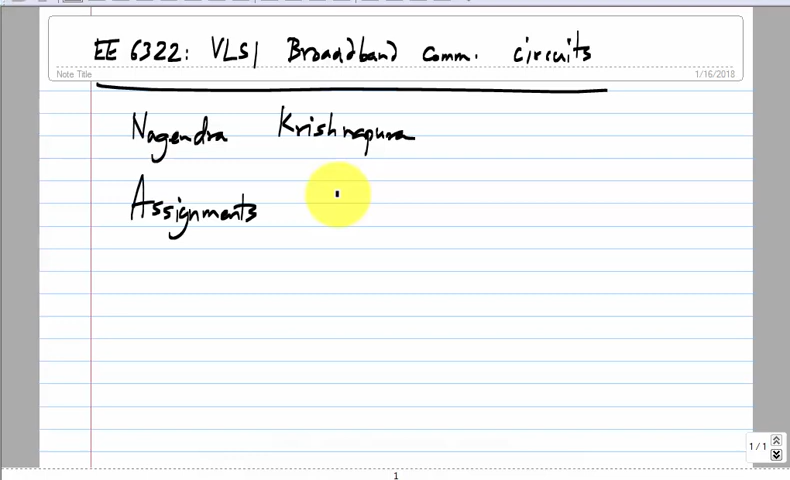 EE 6322: VLSI Broadband comm. circuits
Note Title
1/16/2018
Nagendra Krishnapura
Assignments
1/1
1